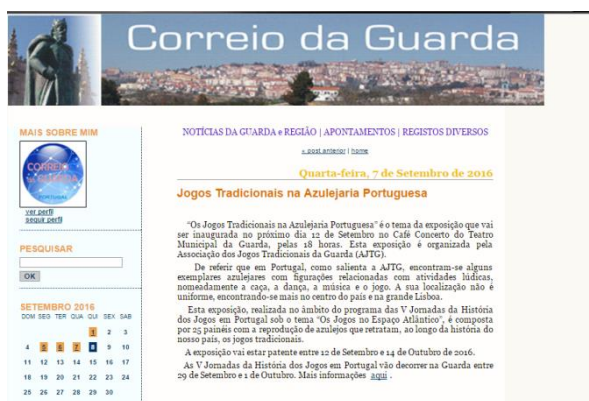 Correio da Guarda
MAIS SOBRE MIM
CORREIO
DA GUARDA
PORTUGAL
ver perfil
seguir perfil
PESQUISAR
OK
SETEMBRO 2016
DOM SEG TER QUA QUI SEX SAB
1 2 3
4 5 6 7 8 9 10
11 12 13 14 15 16 17
18 19 20 21 22 23 24
25 26 27 28 29 30
NOTÍCIAS DA GUARDA e REGIÃO | APONTAMENTOS | REGISTOS DIVERSOS
« post anterior | home
Quarta-feira, 7 de Setembro de 2016
Jogos Tradicionais na Azulejaria Portuguesa
"Os Jogos Tradicionais na Azulejaria Portuguesa" é o tema da exposição que vai
ser inaugurada no próximo dia 12 de Setembro no Café Concerto do Teatro
Municipal da Guarda, pelas 18 horas. Esta exposição é organizada pela
Associação dos Jogos Tradicionais da Guarda (AJTG).
De referir que em Portugal, como salienta a AJTG, encontram-se alguns
exemplares azulejares com figurações relacionadas com atividades lúdicas,
nomeadamente a caça, a dança, a música e o jogo. A sua localização não é
uniforme, encontrando-se mais no centro do país e na grande Lisboa.
Esta exposição, realizada no âmbito do programa das V Jornadas da História
dos Jogos em Portugal sob o tema "Os Jogos no Espaço Atlântico", é composta
por 25 painéis com a reprodução de azulejos que retratam, ao longo da história do
nosso país, os jogos tradicionais.
A exposição vai estar patente entre 12 de Setembro e 14 de Outubro de 2016.
As V Jornadas da História dos Jogos em Portugal vão decorrer na Guarda entre
29 de Setembro e 1 de Outubro. Mais informações aqui .